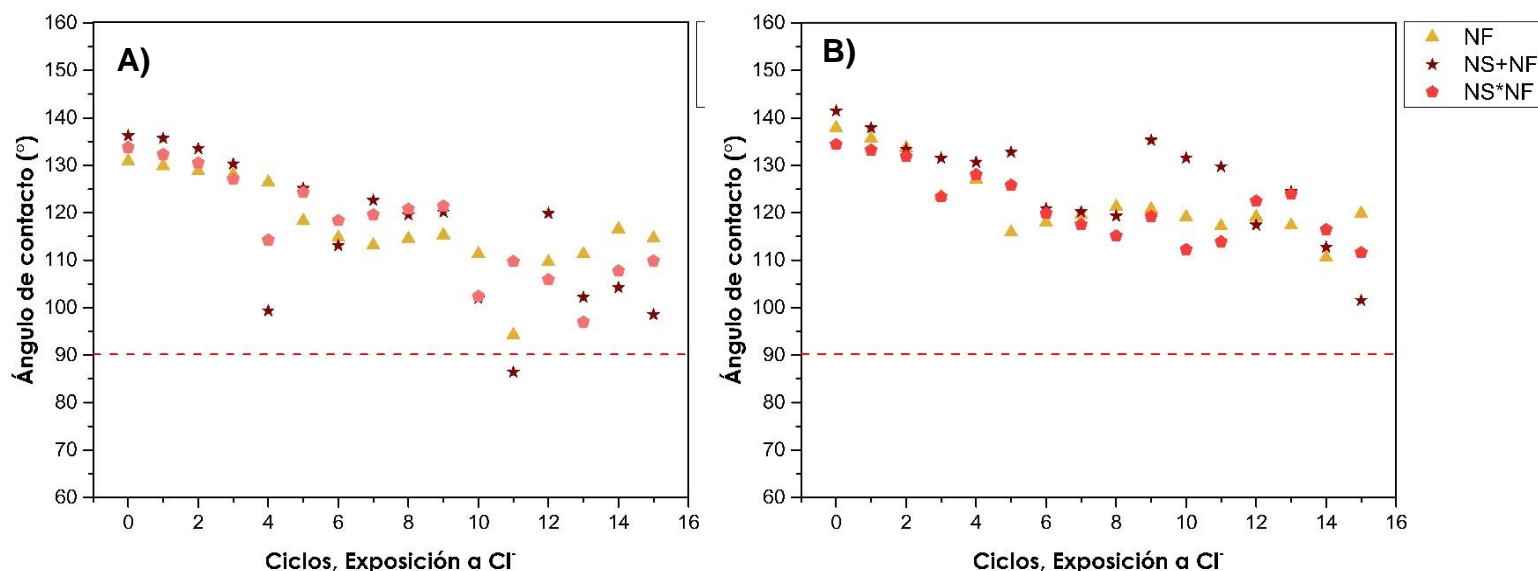 A)
160
150
140
130
120
110
100
90
80
70
60
Ángulo de contacto (°)
0 2 4 6 8 10 12 14 16
Ciclos, Exposición a Cl⁻
B)
160
150
140
130
120
110
100
90
80
70
60
Ángulo de contacto (°)
0 2 4 6 8 10 12 14 16
Ciclos, Exposición a Cl⁻
NF
NS+NF
NS*NF